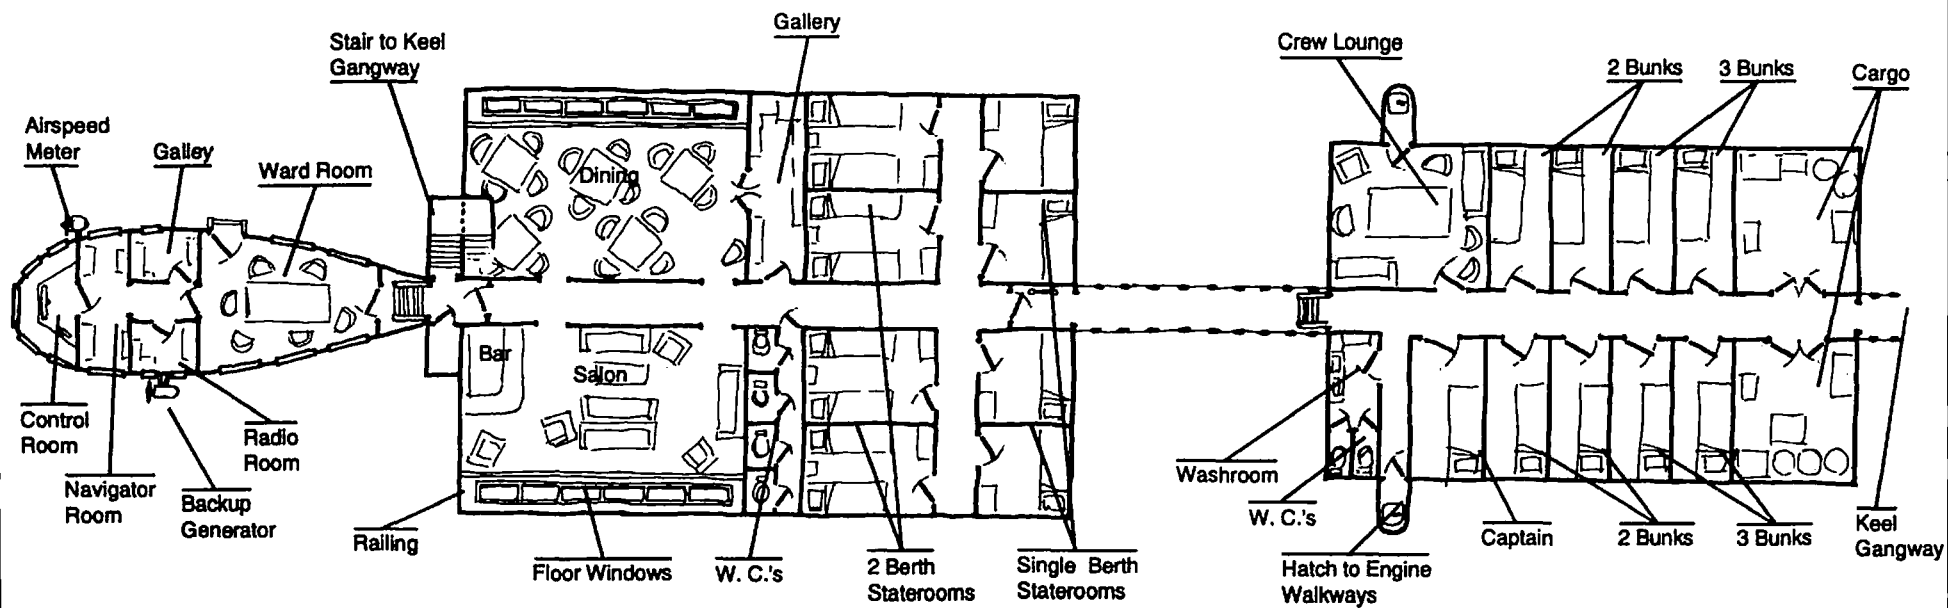 Gallery
Stair to Keel
Gangway
Crew Lounge
2 Bunks
3 Bunks
Cargo
Airspeed
Meter
Galley
Ward Room
Dining
Bar
Salon
Control
Room
Radio
Room
Navigator
Room
Backup
Generator
Railing
Floor Windows
W. C.'s
2 Berth
Staterooms
Single Berth
Staterooms
Washroom
W. C.'s
Hatch to Engine
Walkways
Captain
2 Bunks
3 Bunks
Keel
Gangway